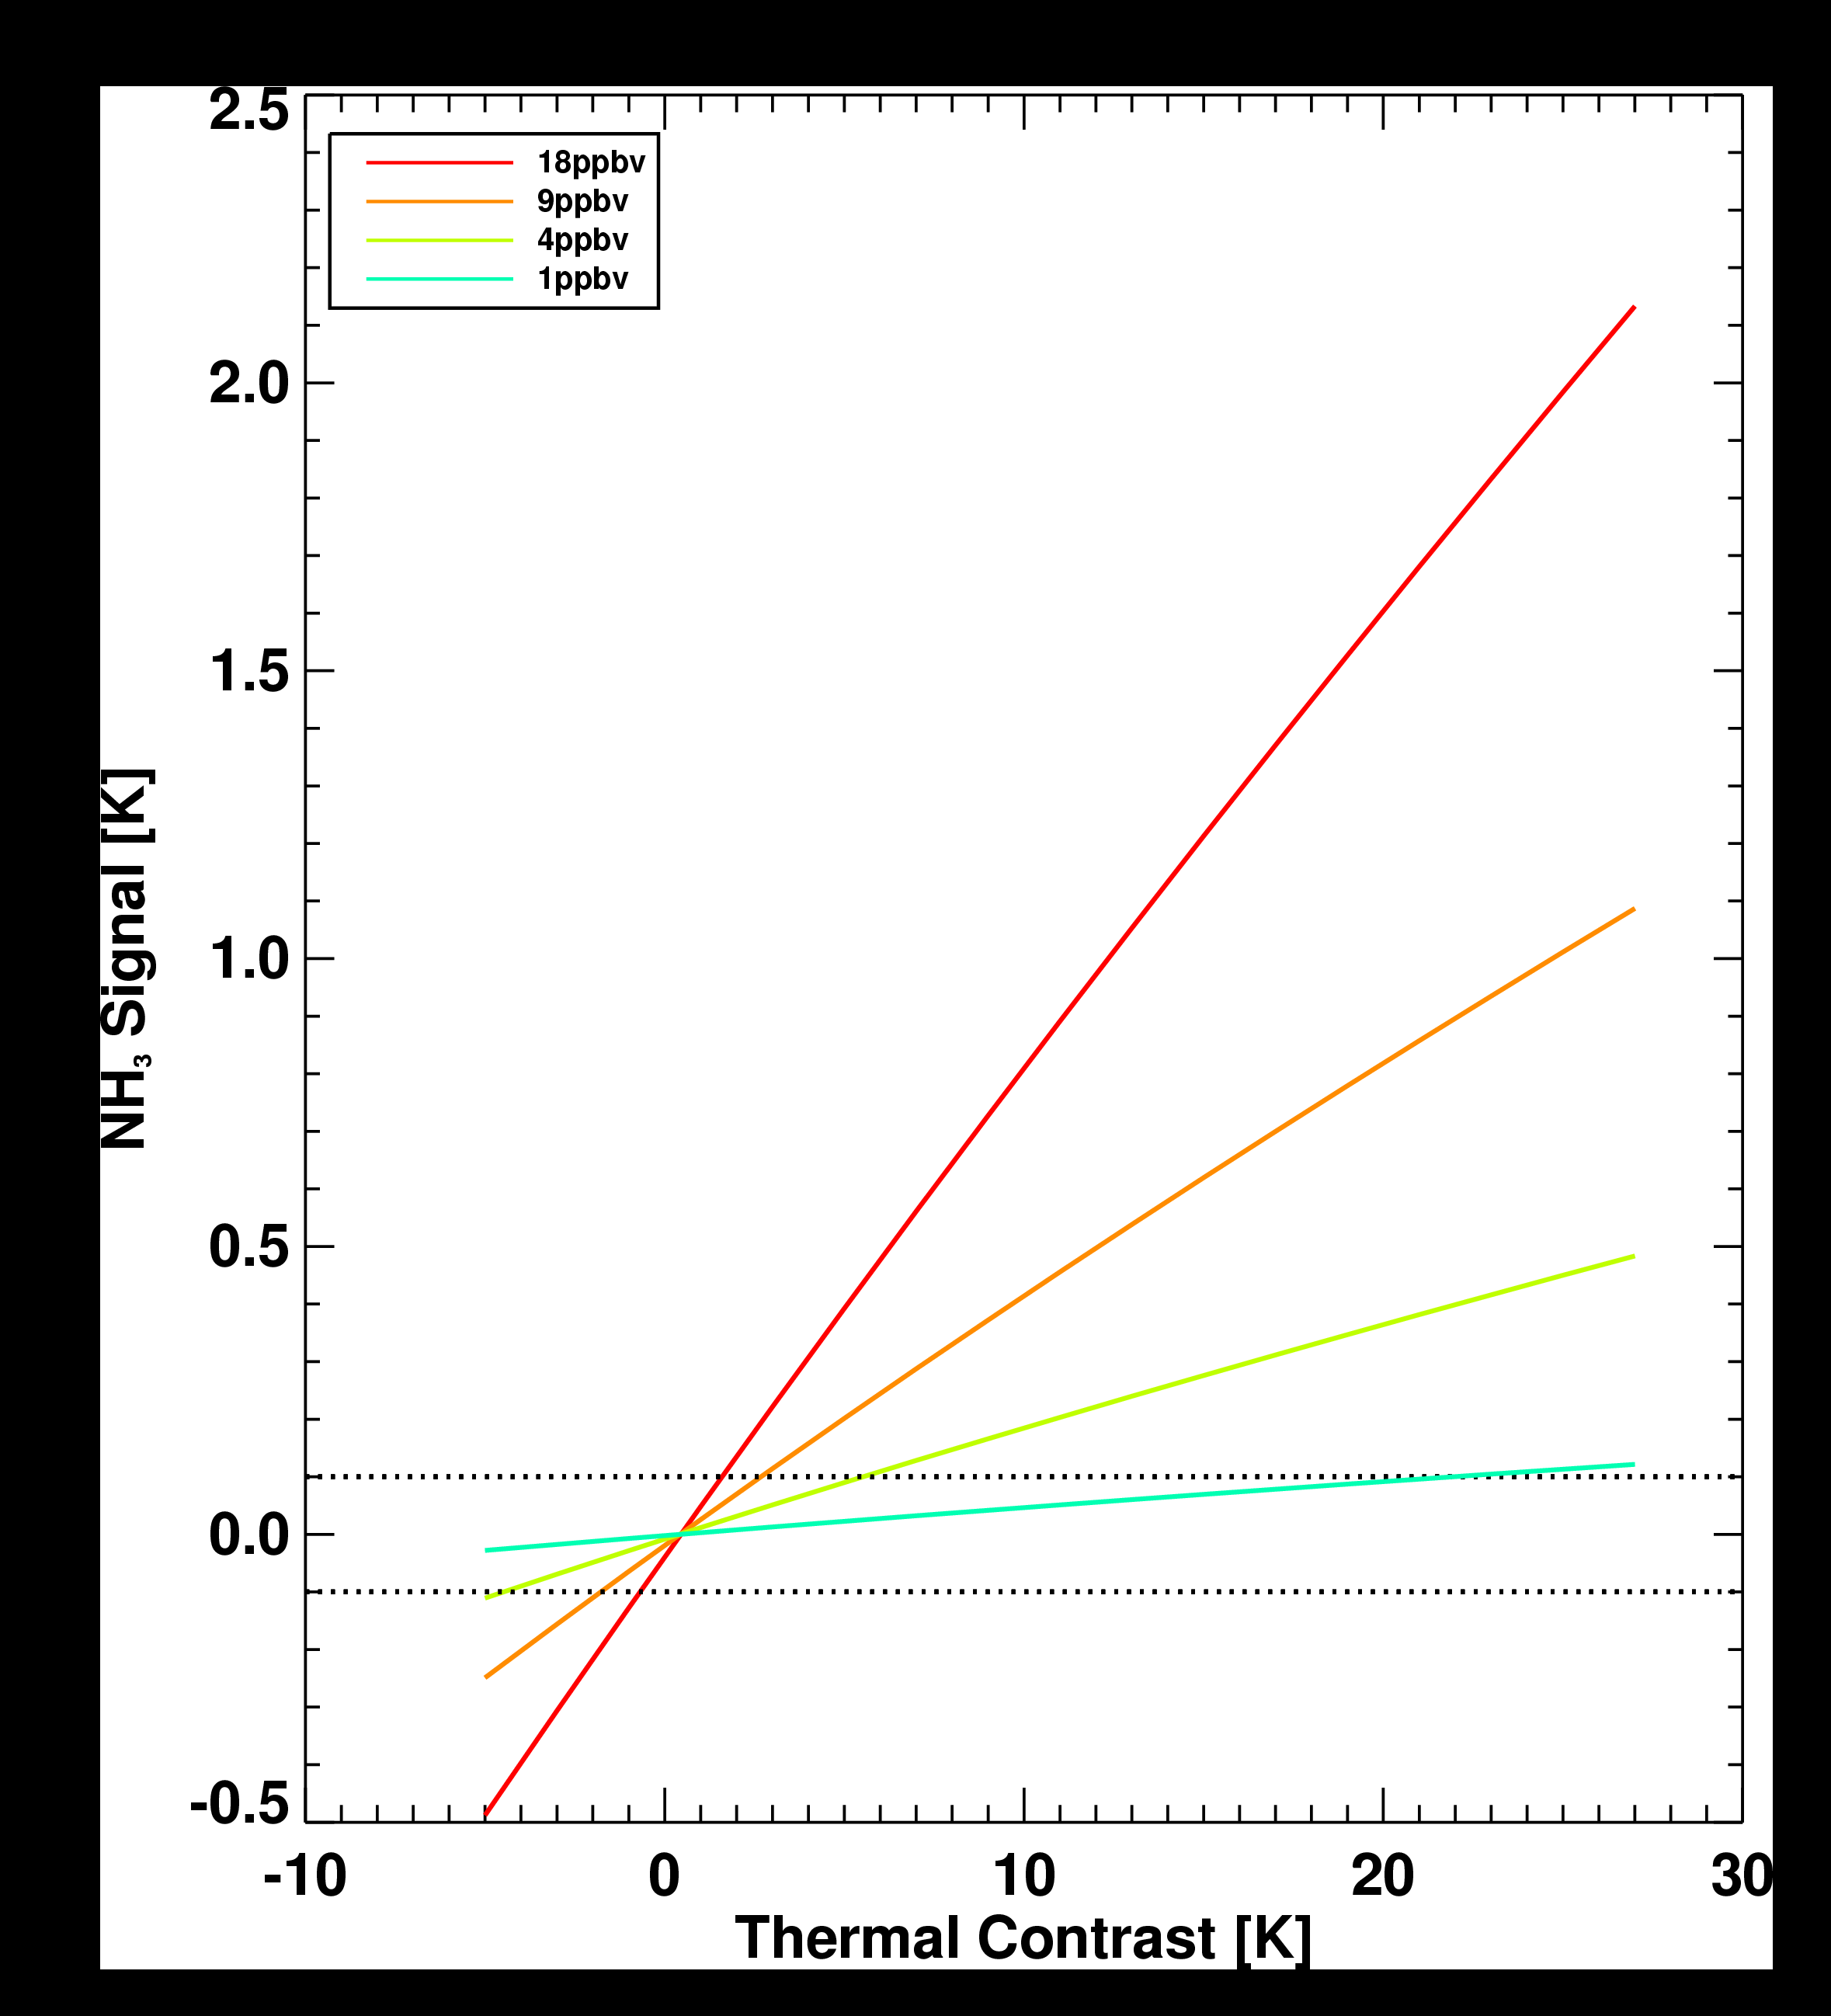 2.5
18ppbv
9ppbv
4ppbv
1ppbv
2.0
1.5
1.0
0.5
0.0
-0.5
NH₃ Signal [K]
-10 0 10 20 30
Thermal Contrast [K]